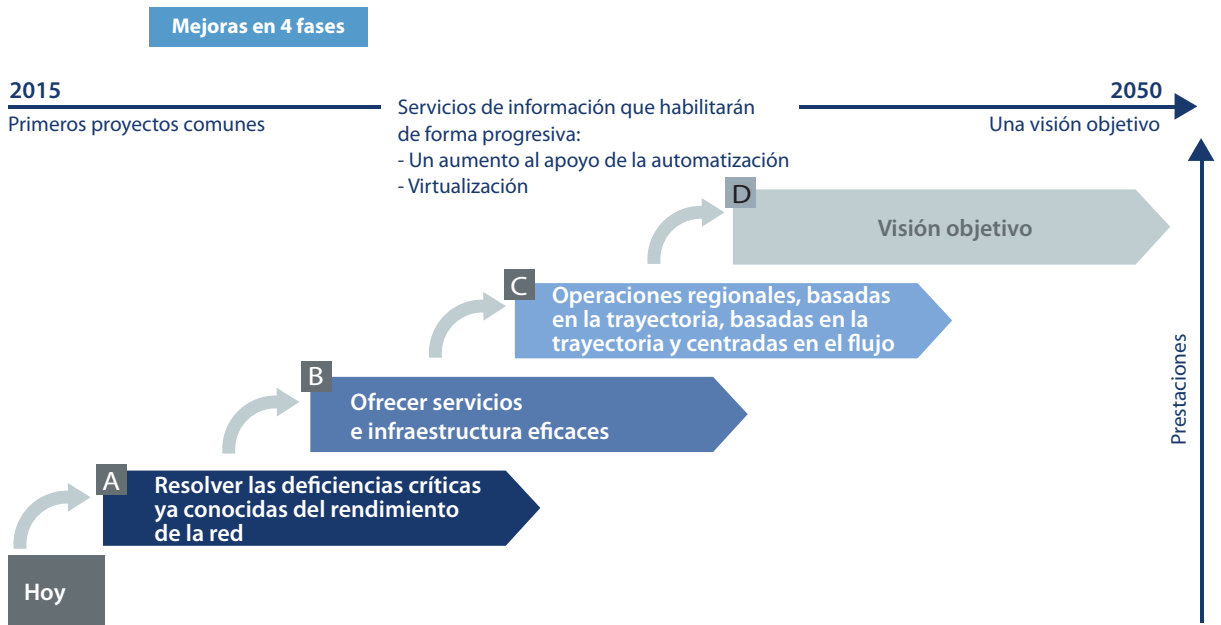 Mejoras en 4 fases
2015
2050
Primeros proyectos comunes
Servicios de información que habilitarán
de forma progresiva:
- Un aumento al apoyo de la automatización
- Virtualización
Una visión objetivo
D
Visión objetivo
C
Operaciones regionales, basadas
en la trayectoria, basadas en la
trayectoria y centradas en el flujo
B
Ofrecer servicios
e infraestructura eficaces
A
Resolver las deficiencias críticas
ya conocidas del rendimiento
de la red
Hoy
Prestaciones